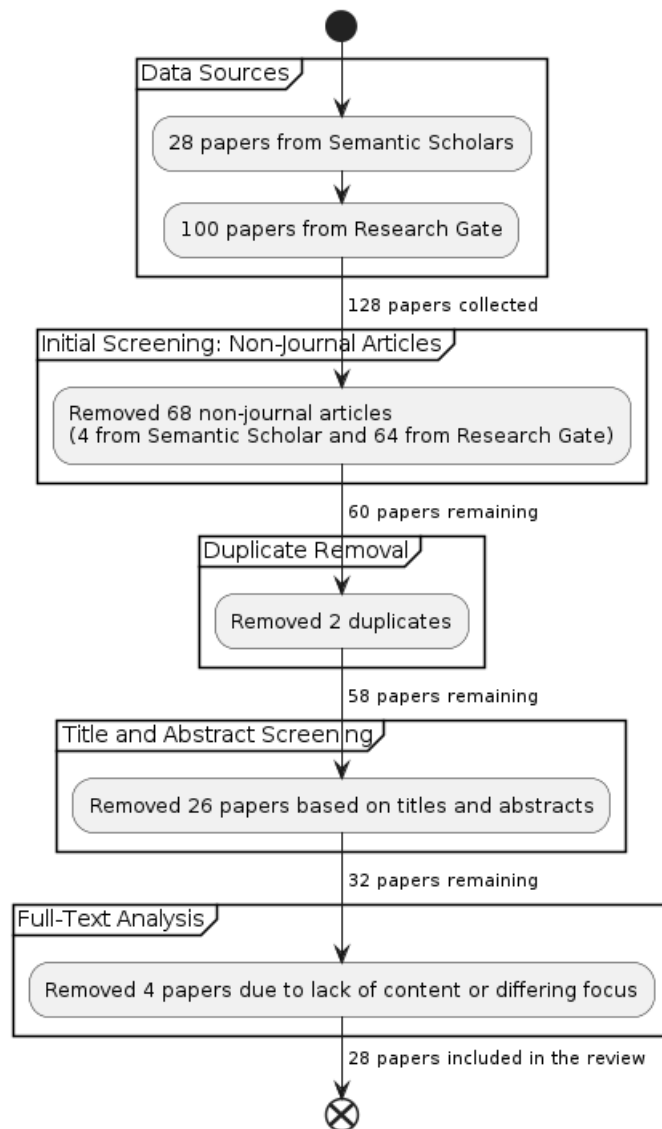 Data Sources
28 papers from Semantic Scholars
100 papers from Research Gate
128 papers collected
Initial Screening: Non-Journal Articles
Removed 68 non-journal articles
(4 from Semantic Scholar and 64 from Research Gate)
60 papers remaining
Duplicate Removal
Removed 2 duplicates
58 papers remaining
Title and Abstract Screening
Removed 26 papers based on titles and abstracts
32 papers remaining
Full-Text Analysis
Removed 4 papers due to lack of content or differing focus
28 papers included in the review